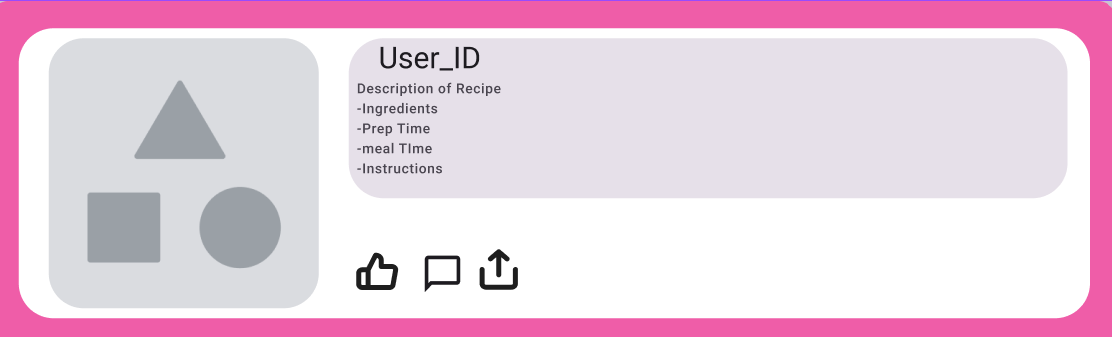 User_ID
Description of Recipe
-Ingredients
-Prep Time
-meal TIme
-Instructions